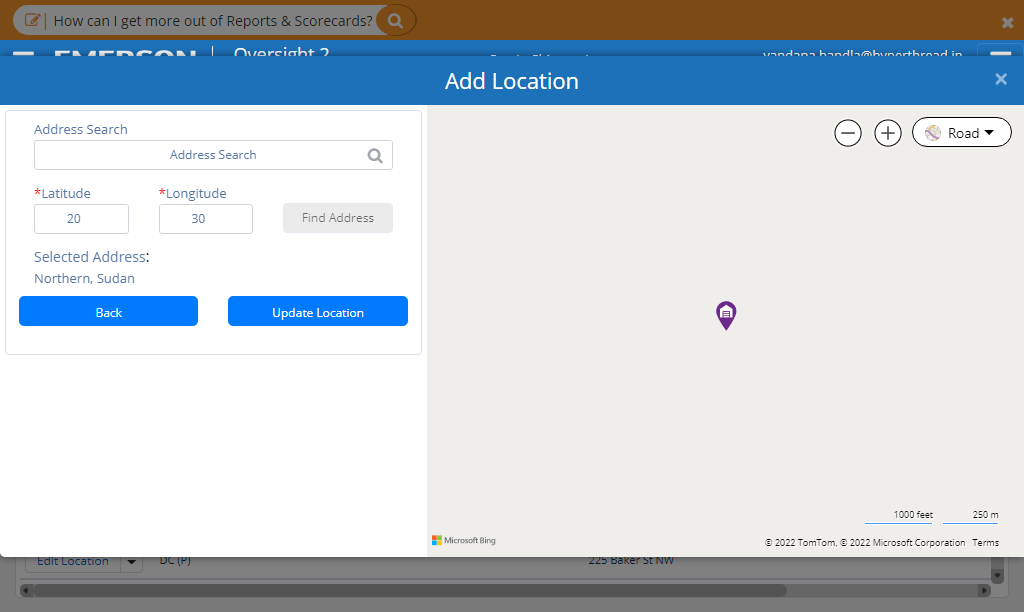 How can I get more out of Reports & Scorecards?
EMERSON Oversight 2
vandana.bandla@hyperthread.in
Add Location
Address Search
Address Search
*Latitude *Longitude
20 30 Find Address
Selected Address:
Northern, Sudan
Back Update Location
Road
1000 feet 250 m
Microsoft Bing
© 2022 TomTom, © 2022 Microsoft Corporation Terms
Edit Location DC (P) 225 Baker St NW